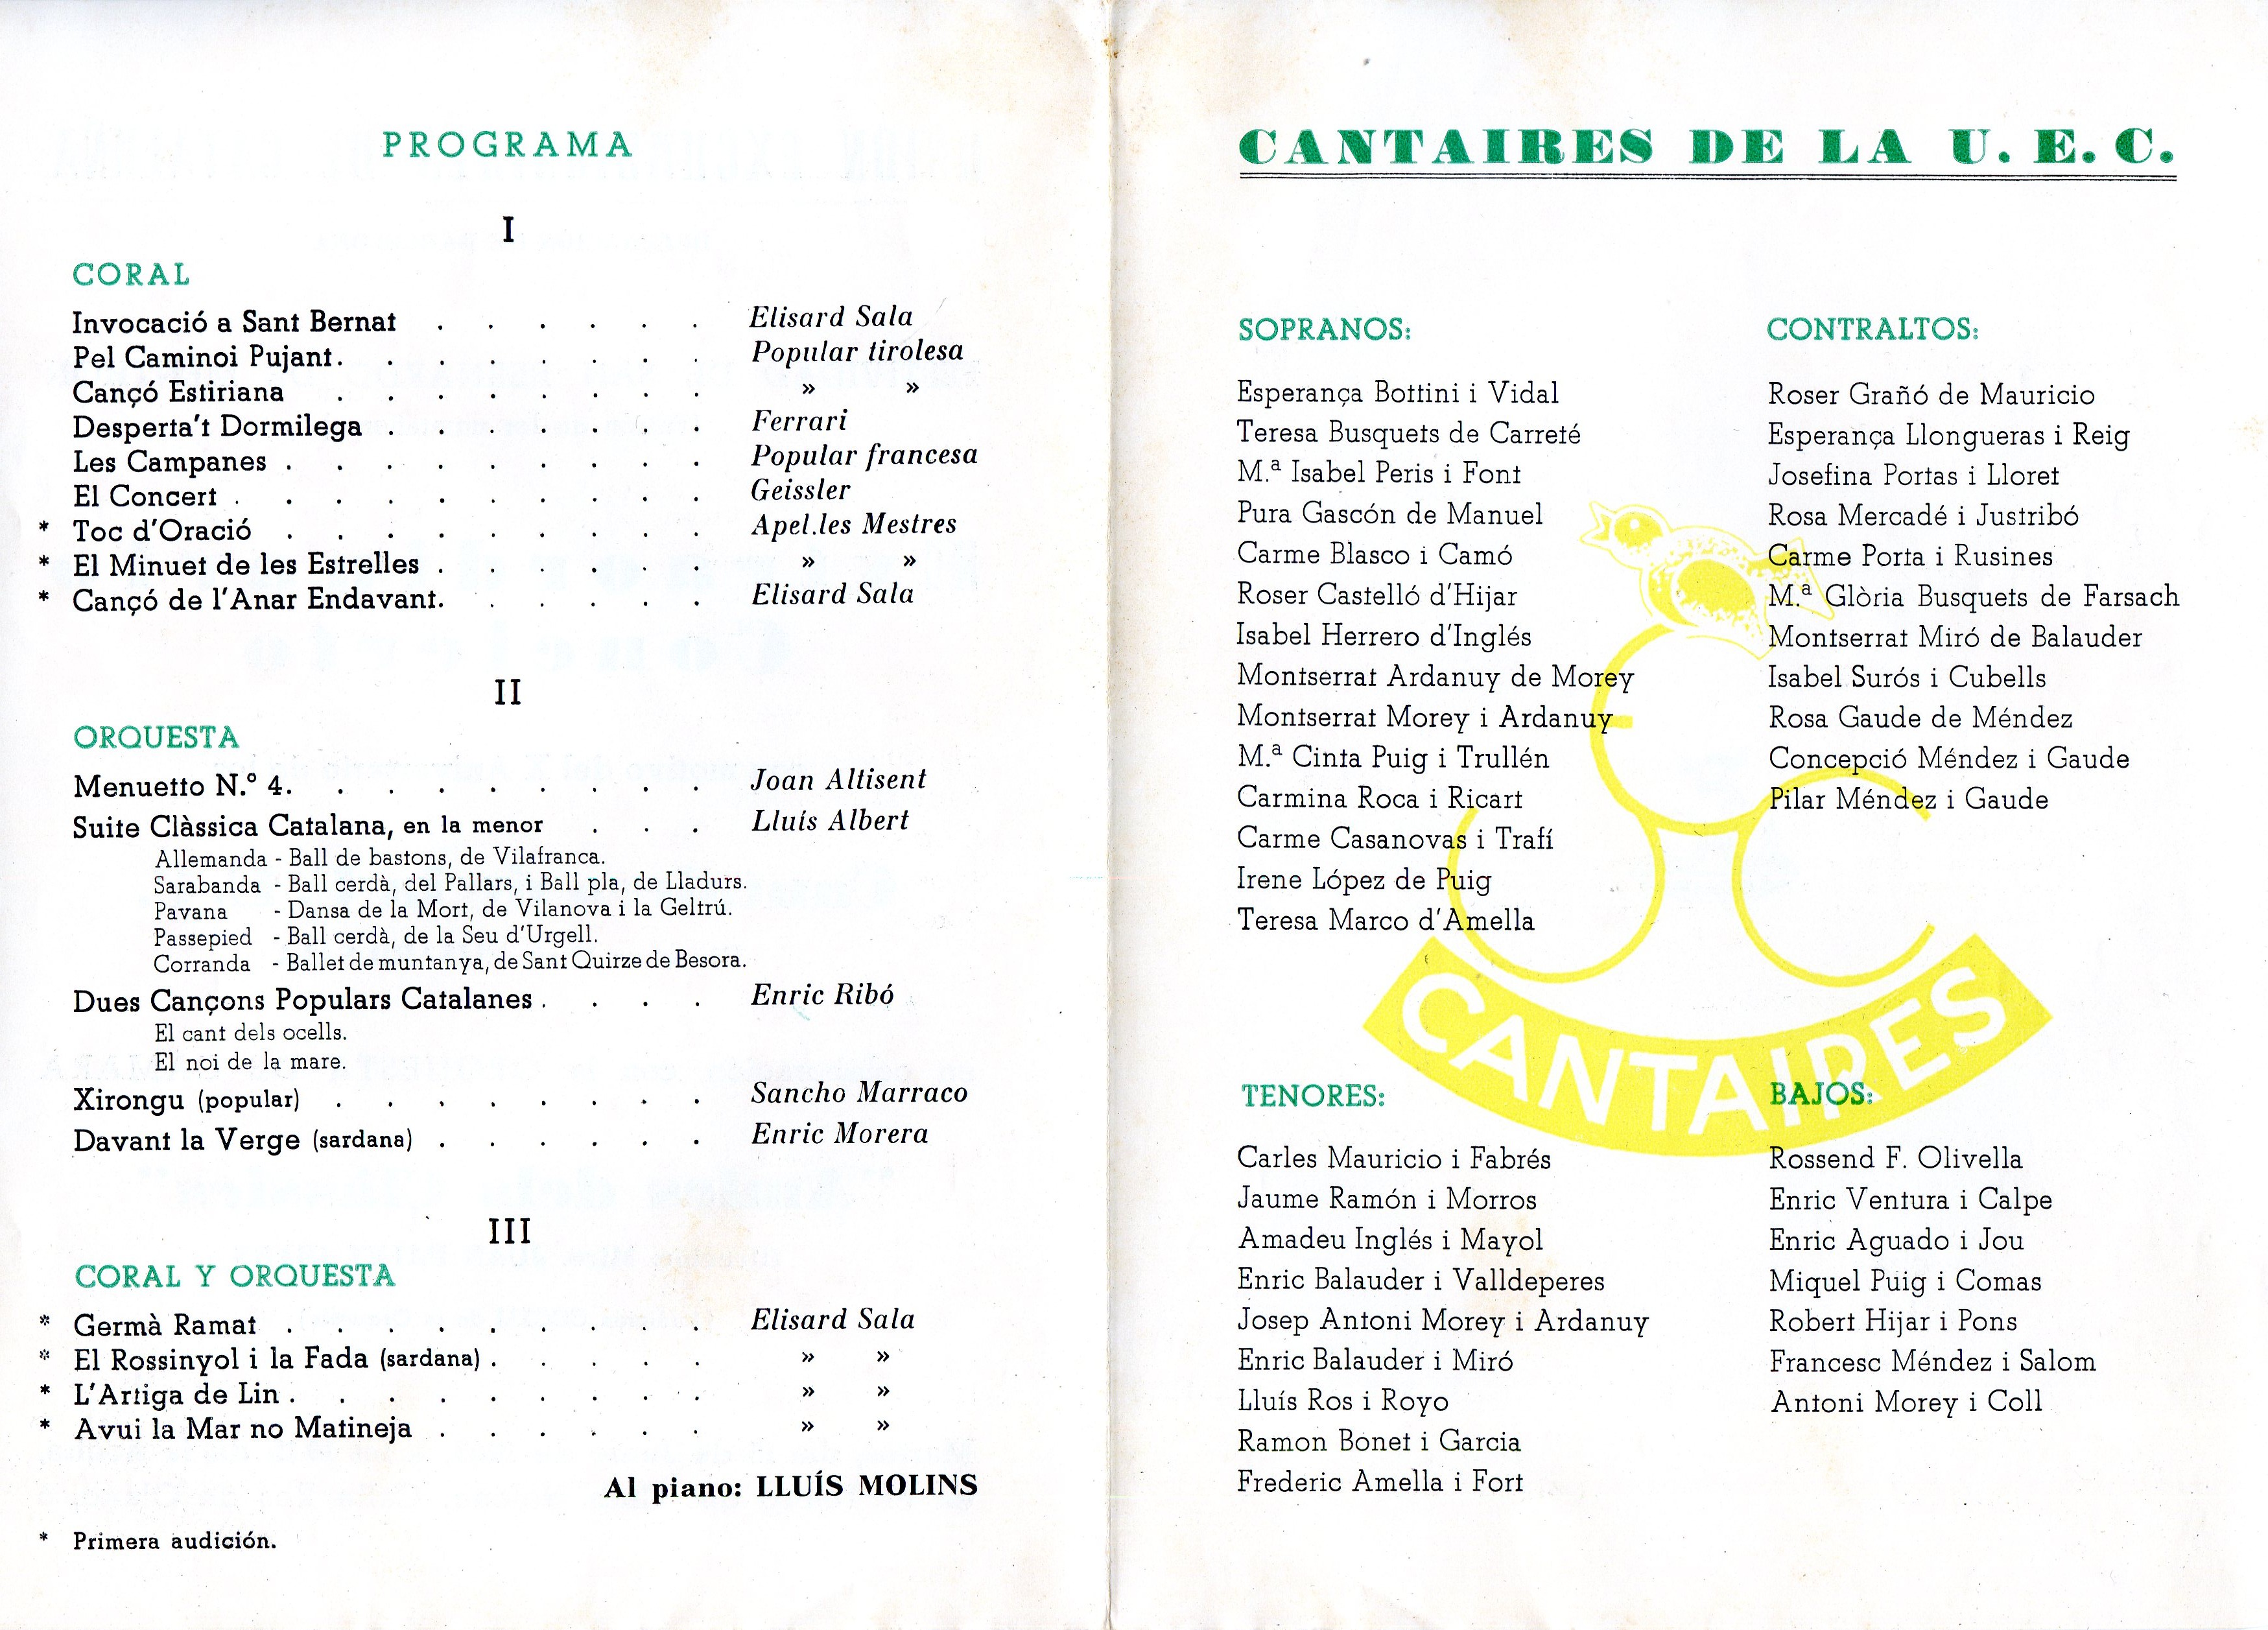 PROGRAMA
I
CORAL
Invocació a Sant Bernat . . . . . . Elisard Sala
Pel Caminoi Pujant. . . . . . . . Popular tirolesa
Cançó Estiriana . . . . . . . . » »
Desperta't Dormilega . . . . . . . Ferrari
Les Campanes . . . . . . . . . Popular francesa
El Concert . . . . . . . . . . Geissler
* Toc d'Oració . . . . . . . . . Apel.les Mestres
* El Minuet de les Estrelles . . . . . . » »
* Cançó de l'Anar Endavant. . . . . . Elisard Sala
II
ORQUESTA
Menuetto N.º 4. . . . . . . . . Joan Altisent
Suite Clàssica Catalana, en la menor . . . Lluís Albert
Allemanda - Ball de bastons, de Vilafranca.
Sarabanda - Ball cerdà, del Pallars, i Ball pla, de Lladurs.
Pavana - Dansa de la Mort, de Vilanova i la Geltrú.
Passepied - Ball cerdà, de la Seu d'Urgell.
Corranda - Ballet de muntanya, de Sant Quirze de Besora.
Dues Cançons Populars Catalanes . . . . Enric Ribó
El cant dels ocells.
El noi de la mare.
Xirongu (popular) . . . . . . . . Sancho Marraco
Davant la Verge (sardana) . . . . . . Enric Morera
III
CORAL Y ORQUESTA
* Germà Ramat . . . . . . . . . Elisard Sala
* El Rossinyol i la Fada (sardana) . . . . . » »
* L'Artiga de Lin . . . . . . . . . » »
* Avui la Mar no Matineja . . . . . . » »
Al piano: LLUÍS MOLINS
* Primera audición.
CANTAIRES DE LA U. E. C.
SOPRANOS:
Esperança Bottini i Vidal
Teresa Busquets de Carreté
M.ª Isabel Peris i Font
Pura Gascón de Manuel
Carme Blasco i Camó
Roser Castelló d'Hijar
Isabel Herrero d'Inglés
Montserrat Ardanuy de Morey
Montserrat Morey i Ardanuy
M.ª Cinta Puig i Trullén
Carmina Roca i Ricart
Carme Casanovas i Trafí
Irene López de Puig
Teresa Marco d'Amella
CONTRALTOS:
Roser Grañó de Mauricio
Esperança Llongueras i Reig
Josefina Portas i Lloret
Rosa Mercadé i Justribó
Carme Porta i Rusines
M.ª Glòria Busquets de Farsach
Montserrat Miró de Balauder
Isabel Surós i Cubells
Rosa Gaude de Méndez
Concepció Méndez i Gaude
Pilar Méndez i Gaude
CANTAIRES
TENORES:
Carles Mauricio i Fabrés
Jaume Ramón i Morros
Amadeu Inglés i Mayol
Enric Balauder i Valldeperes
Josep Antoni Morey i Ardanuy
Enric Balauder i Miró
Lluís Ros i Royo
Ramon Bonet i Garcia
Frederic Amella i Fort
BAJOS:
Rossend F. Olivella
Enric Ventura i Calpe
Enric Aguado i Jou
Miquel Puig i Comas
Robert Hijar i Pons
Francesc Méndez i Salom
Antoni Morey i Coll